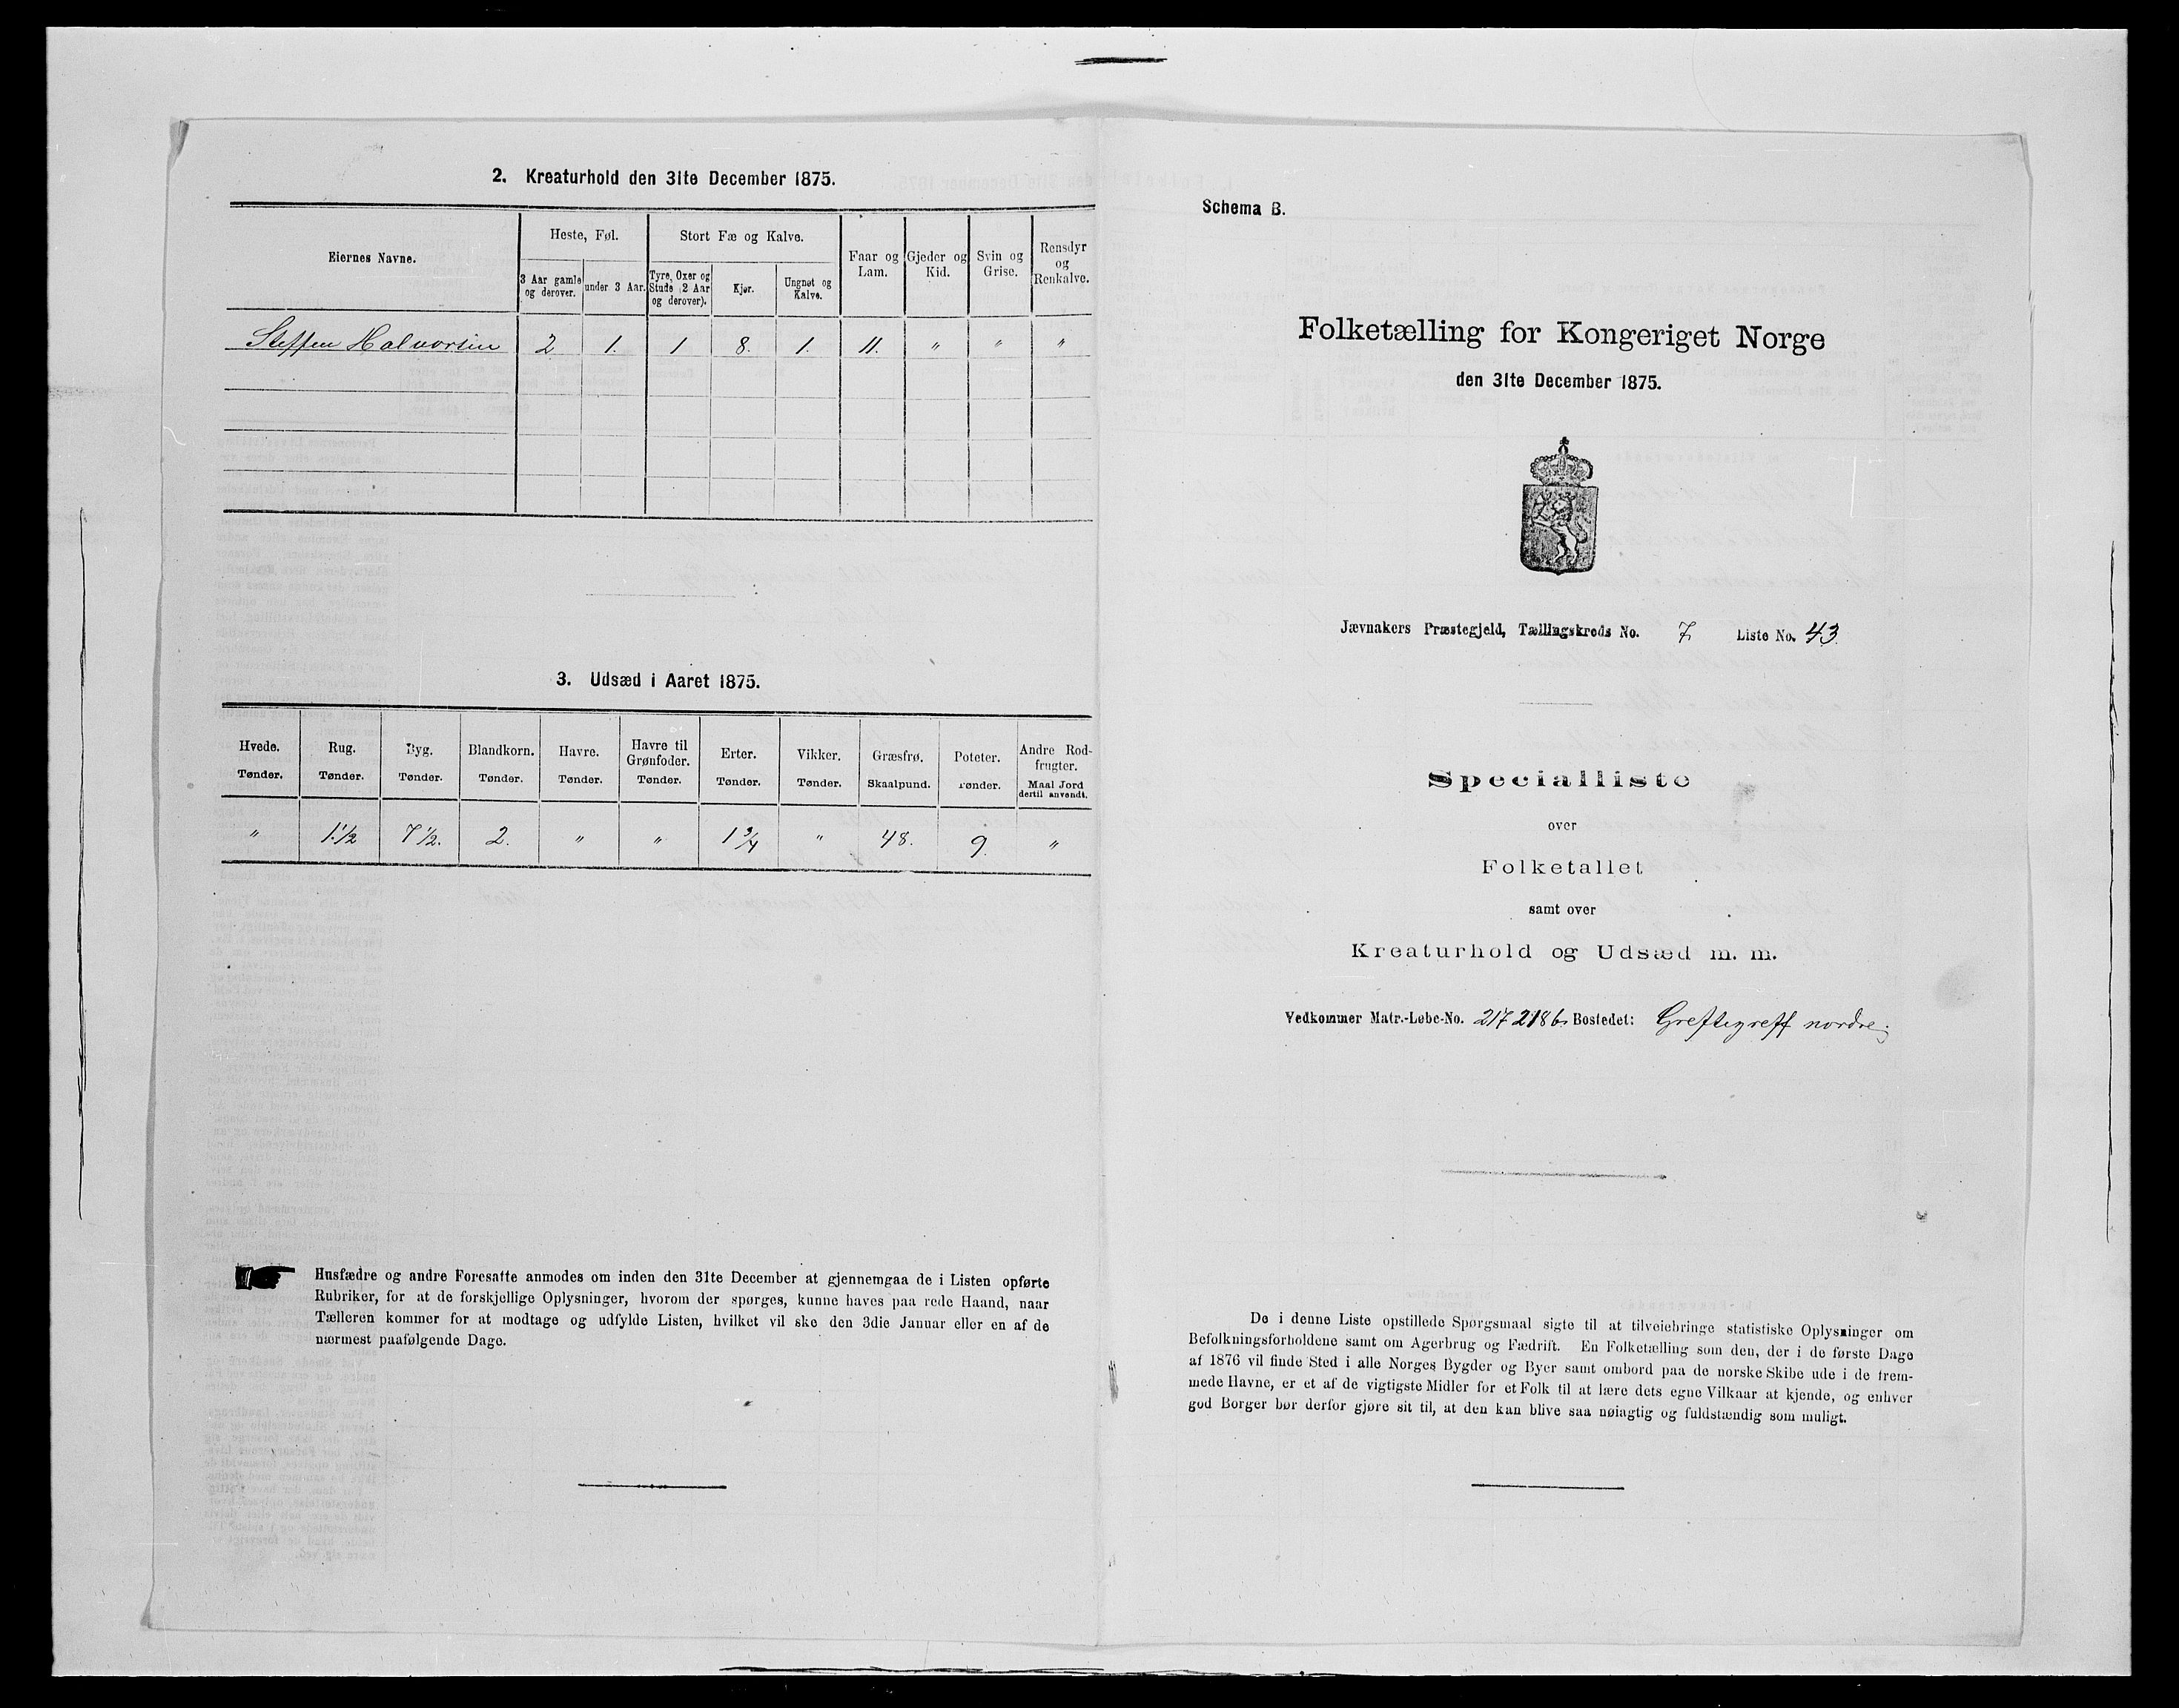 2. Kreaturhold den 31te December 1875.
Eiernes Navne.
Heste, Føl.
Stort Fæ og Kalve.
Faar og Lam.
Gjeder og Kid.
Svin og Grise.
Rensdyr og Renkalve.
3 Aar gamle og derover.
under 3 Aar.
Tyre, Oxer og Stude (2 Aar og derover).
Kjør.
Ungnøt og Kalve.
Steffen Halvorsen 2 1. 1 8. 1. 11. " " "
3. Udsæd i Aaret 1875.
Hvede. Rug. Byg. Blandkorn. Havre. Havre til Grønfoder. Erter. Vikker. Græsfrø. Poteter. Andre Rodfrugter.
Tønder. Tønder. Tønder. Tønder. Tønder. Tønder. Tønder. Tønder. Skaalpund. Tønder. Maal Jord dertil anvendt.
" 1 1/2 7 1/2. 2. " " 1 3/4 " 48. 9. "
Husfædre og andre Foresatte anmodes om inden den 31te December at gjennemgaa de i Listen opførte
Rubriker, for at de forskjellige Oplysninger, hvorom der spørges, kunne haves paa rede Haand, naar
Tælleren kommer for at modtage og udfylde Listen, hvilket vil ske den 3die Januar eller en af de
nærmest paafølgende Dage.
Schema B.
Folketælling for Kongeriget Norge
den 31te December 1875.
Jævnakers Præstegjeld, Tællingskreds No. 7 Liste No. 43.
Specialliste
over
Folketallet
samt over
Kreaturhold og Udsæd m. m.
Vedkommer Matr.-Løbe-No. 217 218 b, Bostedet: Greftegreff nordre.
De i denne Liste opstillede Spørgsmaal sigte til at tilveiebringe statistiske Oplysninger om
Befolkningsforholdene samt om Agerbrug og Fædrift. En Folketælling som den, der i de første Dage
af 1876 vil finde Sted i alle Norges Bygder og Byer samt ombord paa de norske Skibe ude i de frem-
mede Havne, er et af de vigtigste Midler for et Folk til at lære dets egne Vilkaar at kjende, og enhver
god Borger bør derfor gjøre sit til, at den kan blive saa nøiagtig og fuldstændig som muligt.